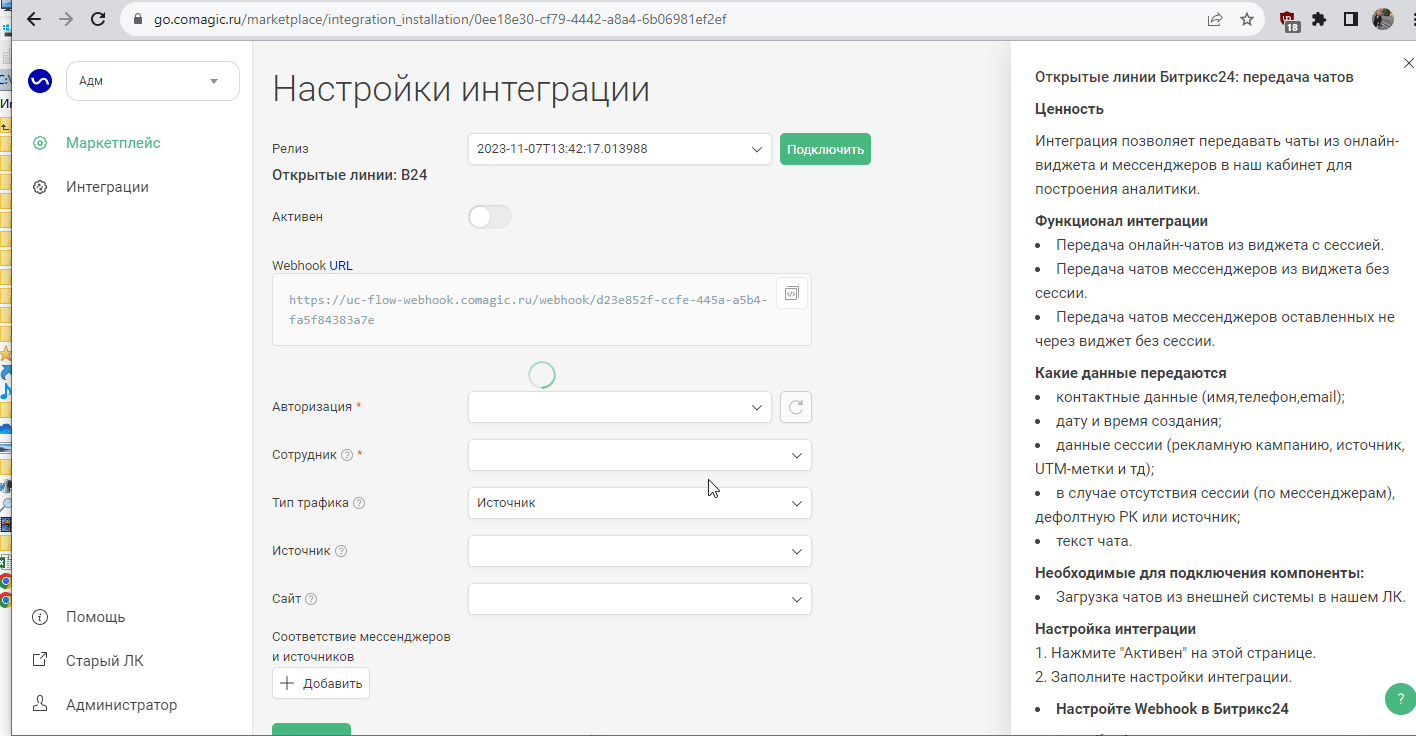 go.comagic.ru/marketplace/integration_installation/0ee18e30-cf79-4442-a8a4-6b06981ef2ef
18
Адм
Маркетплейс
Интеграции
Помощь
Старый ЛК
Администратор
Настройки интеграции
Релиз
2023-11-07T13:42:17.013988
Подключить
Открытые линии: B24
Активен
Webhook URL
https://uc-flow-webhook.comagic.ru/webhook/d23e852f-ccfe-445a-a5b4-
fa5f84383a7e
Авторизация *
Сотрудник ? *
Тип трафика ?
Источник
Источник ?
Сайт ?
Соответствие мессенджеров
и источников
Добавить
Открытые линии Битрикс24: передача чатов
Ценность
Интеграция позволяет передавать чаты из онлайн-
виджета и мессенджеров в наш кабинет для
построения аналитики.
Функционал интеграции
• Передача онлайн-чатов из виджета с сессией.
• Передача чатов мессенджеров из виджета без
сессии.
• Передача чатов мессенджеров оставленных не
через виджет без сессии.
Какие данные передаются
• контактные данные (имя,телефон,email);
• дату и время создания;
• данные сессии (рекламную кампанию, источник,
UTM-метки и тд);
• в случае отсутствия сессии (по мессенджерам),
дефолтную РК или источник;
• текст чата.
Необходимые для подключения компоненты:
• Загрузка чатов из внешней системы в нашем ЛК.
Настройка интеграции
1. Нажмите "Активен" на этой странице.
2. Заполните настройки интеграции.
• Настройте Webhook в Битрикс24
?